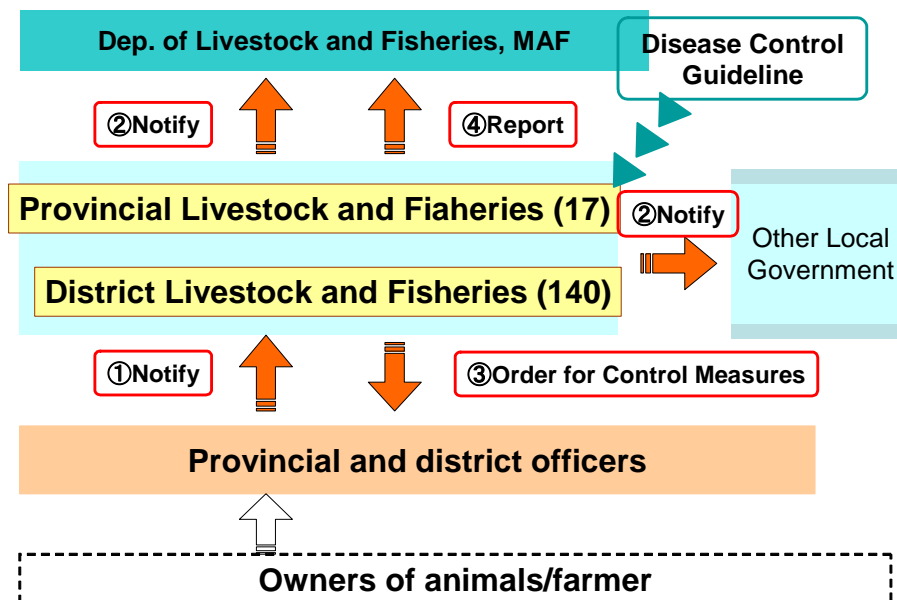 Dep. of Livestock and Fisheries, MAF
Disease Control
Guideline
②Notify
④Report
Provincial Livestock and Fiaheries (17)
②Notify
Other Local
Government
District Livestock and Fisheries (140)
①Notify
③Order for Control Measures
Provincial and district officers
Owners of animals/farmer